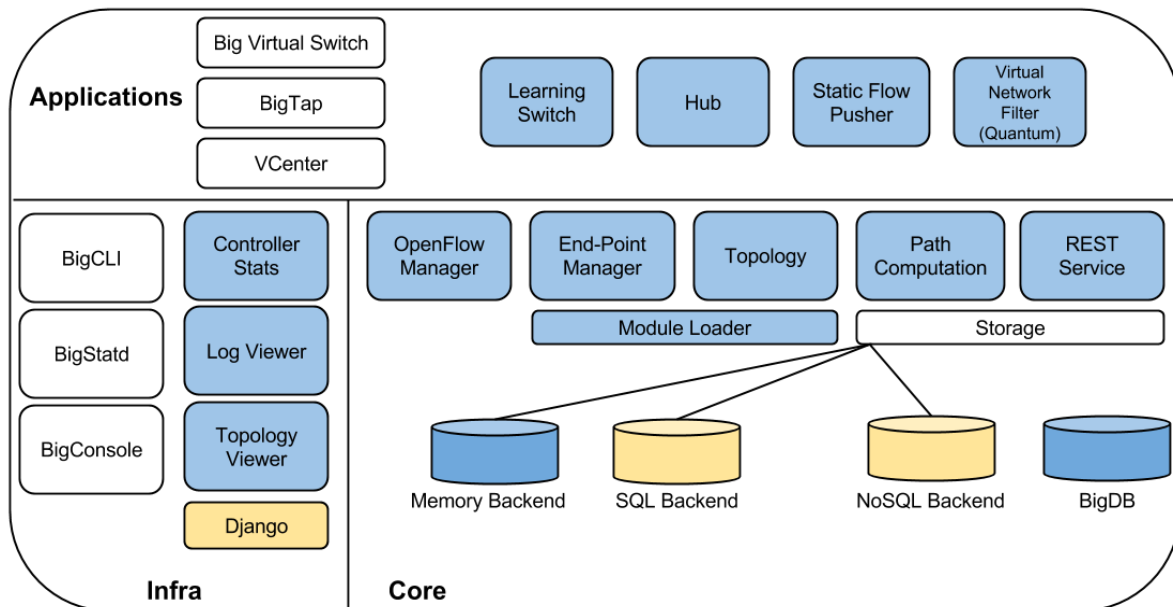 Applications
Big Virtual Switch
BigTap
VCenter
Learning
Switch
Hub
Static Flow
Pusher
Virtual
Network
Filter
(Quantum)
BigCLI
Controller
Stats
BigStatd
Log Viewer
BigConsole
Topology
Viewer
Django
Infra
OpenFlow
Manager
End-Point
Manager
Topology
Path
Computation
REST
Service
Module Loader
Storage
Memory Backend
SQL Backend
NoSQL Backend
BigDB
Core